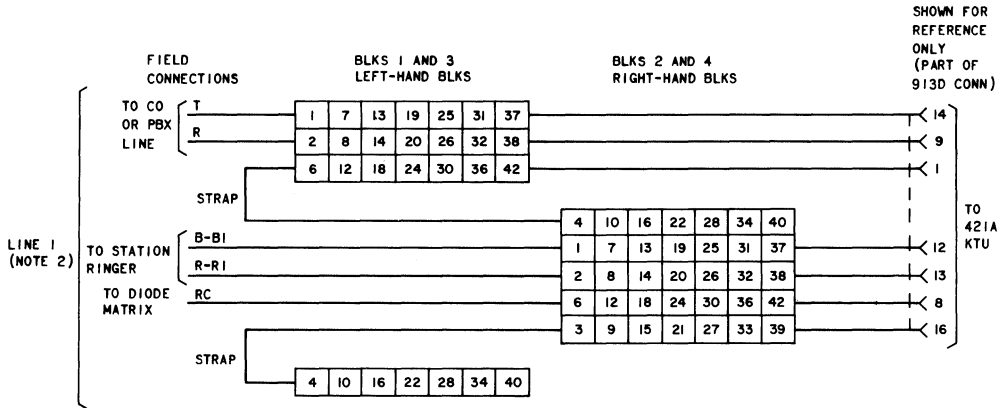 SHOWN FOR
REFERENCE
ONLY
(PART OF
913D CONN)
FIELD
CONNECTIONS
BLKS 1 AND 3
LEFT-HAND BLKS
BLKS 2 AND 4
RIGHT-HAND BLKS
TO CO
OR PBX
LINE
T
1 7 13 19 25 31 37
14
R
2 8 14 20 26 32 38
9
6 12 18 24 30 36 42
1
STRAP
4 10 16 22 28 34 40
LINE 1
(NOTE 2)
TO STATION
RINGER
B-B1
1 7 13 19 25 31 37
12
R-R1
2 8 14 20 26 32 38
13
TO DIODE
MATRIX
RC
6 12 18 24 30 36 42
8
3 9 15 21 27 33 39
16
TO
421A
KTU
STRAP
4 10 16 22 28 34 40